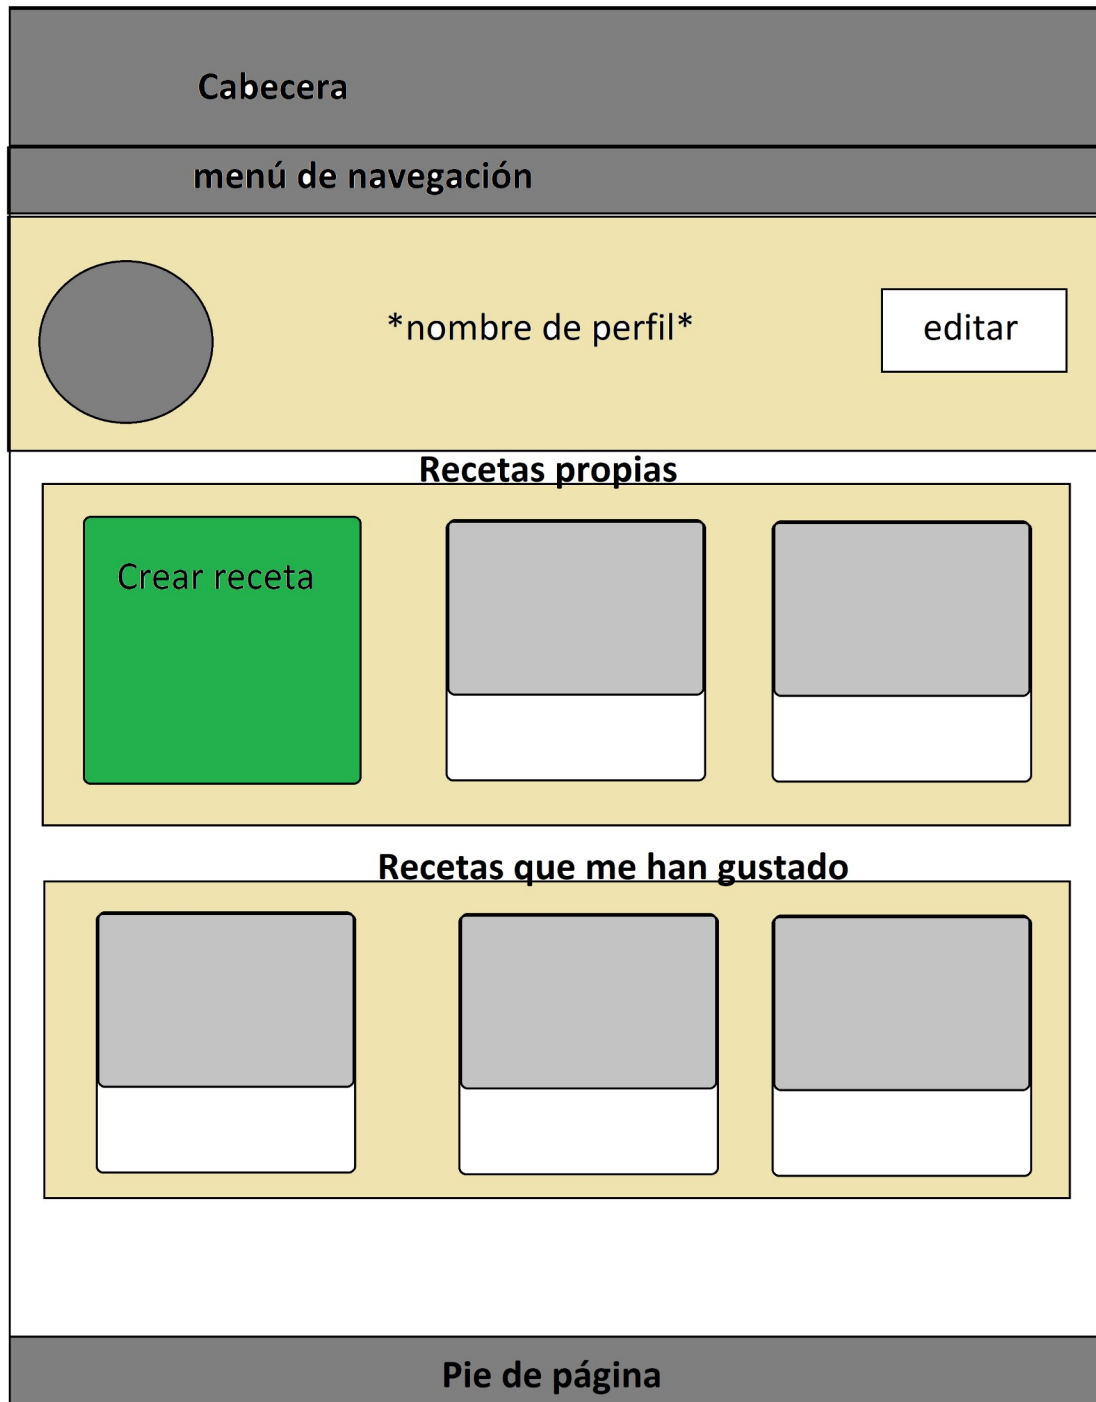 Cabecera
menú de navegación
*nombre de perfil*
editar
Recetas propias
Crear receta
Recetas que me han gustado
Pie de página